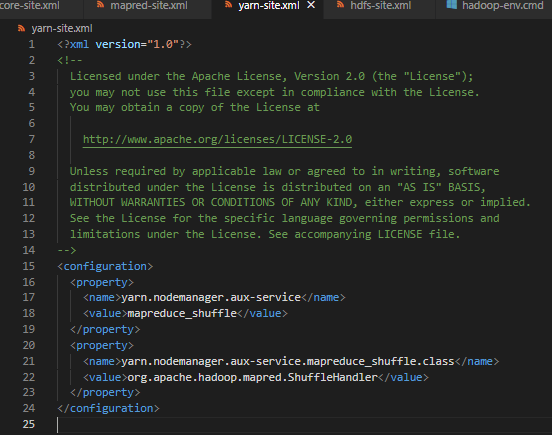 core-site.xml mapred-site.xml yarn-site.xml hdfs-site.xml hadoop-env.cmd
yarn-site.xml
1 <?xml version="1.0"?>
2 <!--
3 Licensed under the Apache License, Version 2.0 (the "License");
4 you may not use this file except in compliance with the License.
5 You may obtain a copy of the License at
6
7 http://www.apache.org/licenses/LICENSE-2.0
8
9 Unless required by applicable law or agreed to in writing, software
10 distributed under the License is distributed on an "AS IS" BASIS,
11 WITHOUT WARRANTIES OR CONDITIONS OF ANY KIND, either express or implied.
12 See the License for the specific language governing permissions and
13 limitations under the License. See accompanying LICENSE file.
14 -->
15 <configuration>
16 <property>
17 <name>yarn.nodemanager.aux-service</name>
18 <value>mapreduce_shuffle</value>
19 </property>
20 <property>
21 <name>yarn.nodemanager.aux-service.mapreduce_shuffle.class</name>
22 <value>org.apache.hadoop.mapred.ShuffleHandler</value>
23 </property>
24 </configuration>
25